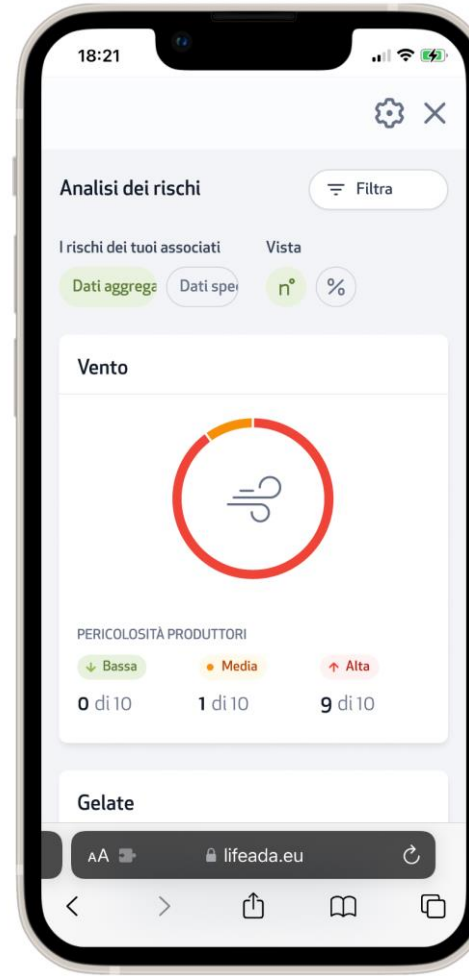 18:21
Analisi dei rischi
Filtra
I rischi dei tuoi associati Vista
Dati aggrega Dati spe n° %
Vento
PERICOLOSITÀ PRODUTTORI
Bassa Media Alta
0 di 10 1 di 10 9 di 10
Gelate
AA lifeada.eu